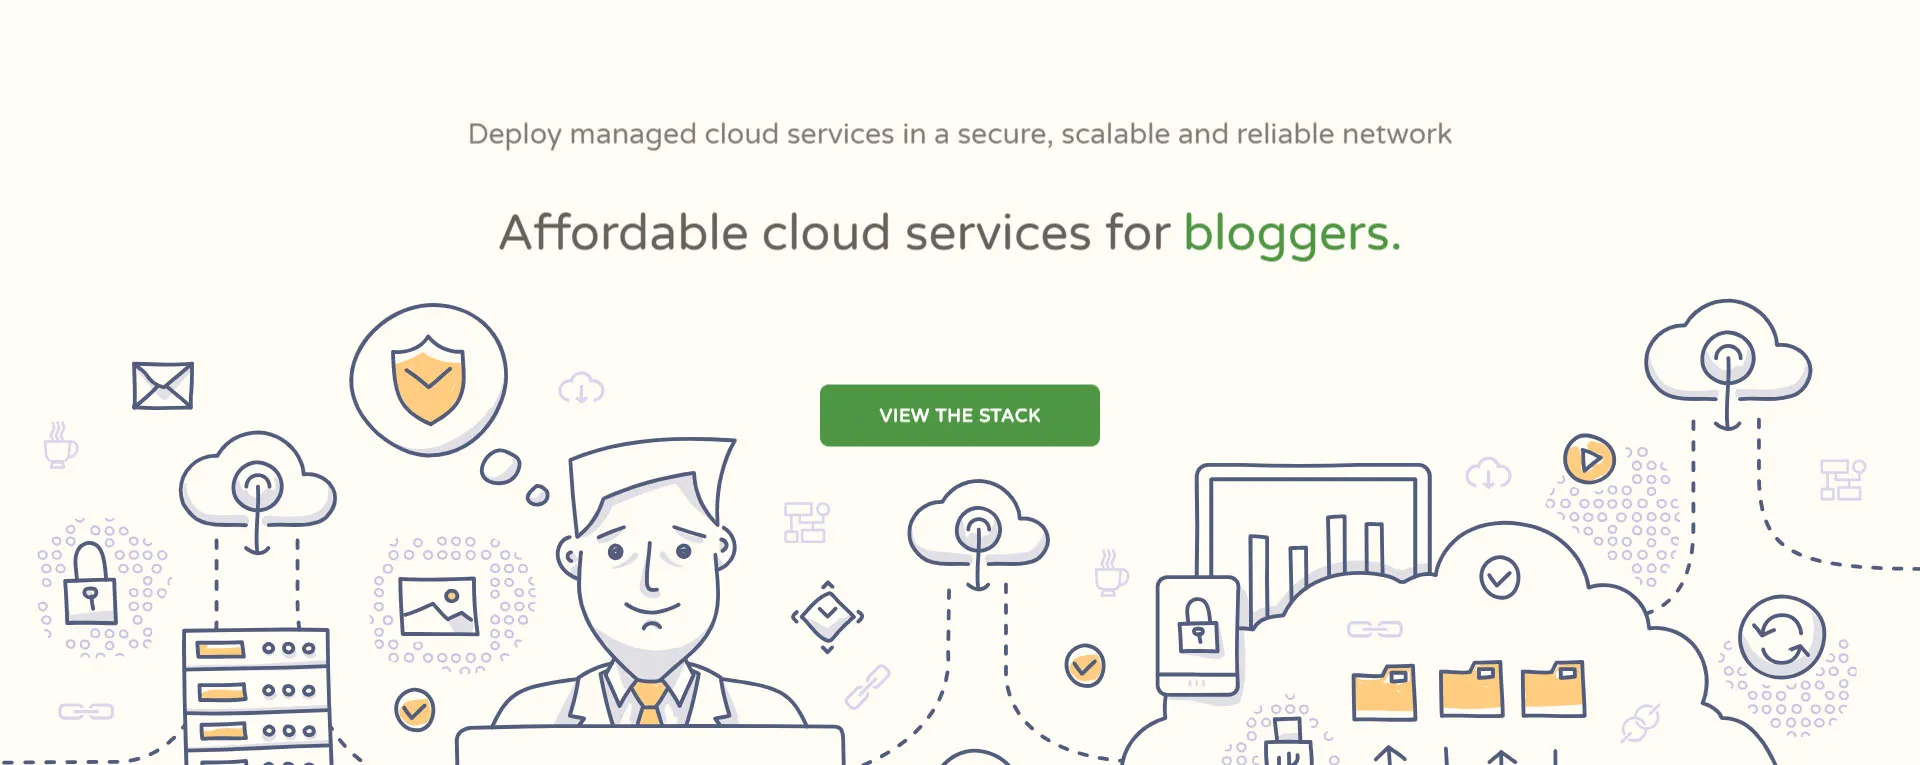 Deploy managed cloud services in a secure, scalable and reliable network
Affordable cloud services for bloggers.
VIEW THE STACK